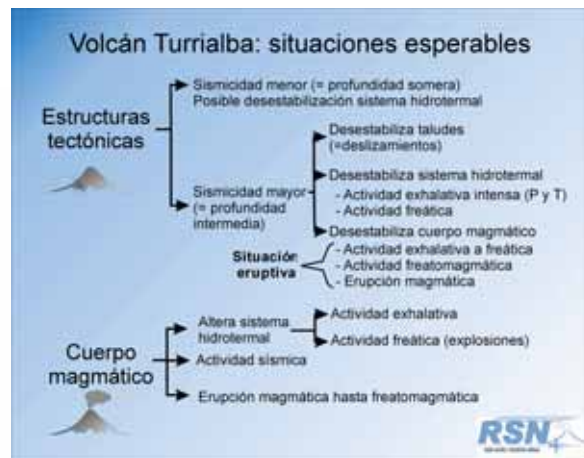 Volcán Turrialba: situaciones esperables
Estructuras
tectónicas
Sismicidad menor (= profundidad somera)
Posible desestabilización sistema hidrotermal
Sismicidad mayor
(= profundidad
intermedia)
Desestabiliza taludes
(=deslizamientos)
Desestabiliza sistema hidrotermal
- Actividad exhalativa intensa (P y T)
- Actividad freática
Desestabiliza cuerpo magmático
Situación
eruptiva
- Actividad exhalativa a freática
- Actividad freatomagmática
- Erupción magmática
Cuerpo
magmático
Altera sistema
hidrotermal
Actividad exhalativa
Actividad freática (explosiones)
Actividad sísmica
Erupción magmática hasta freatomagmática
RSN